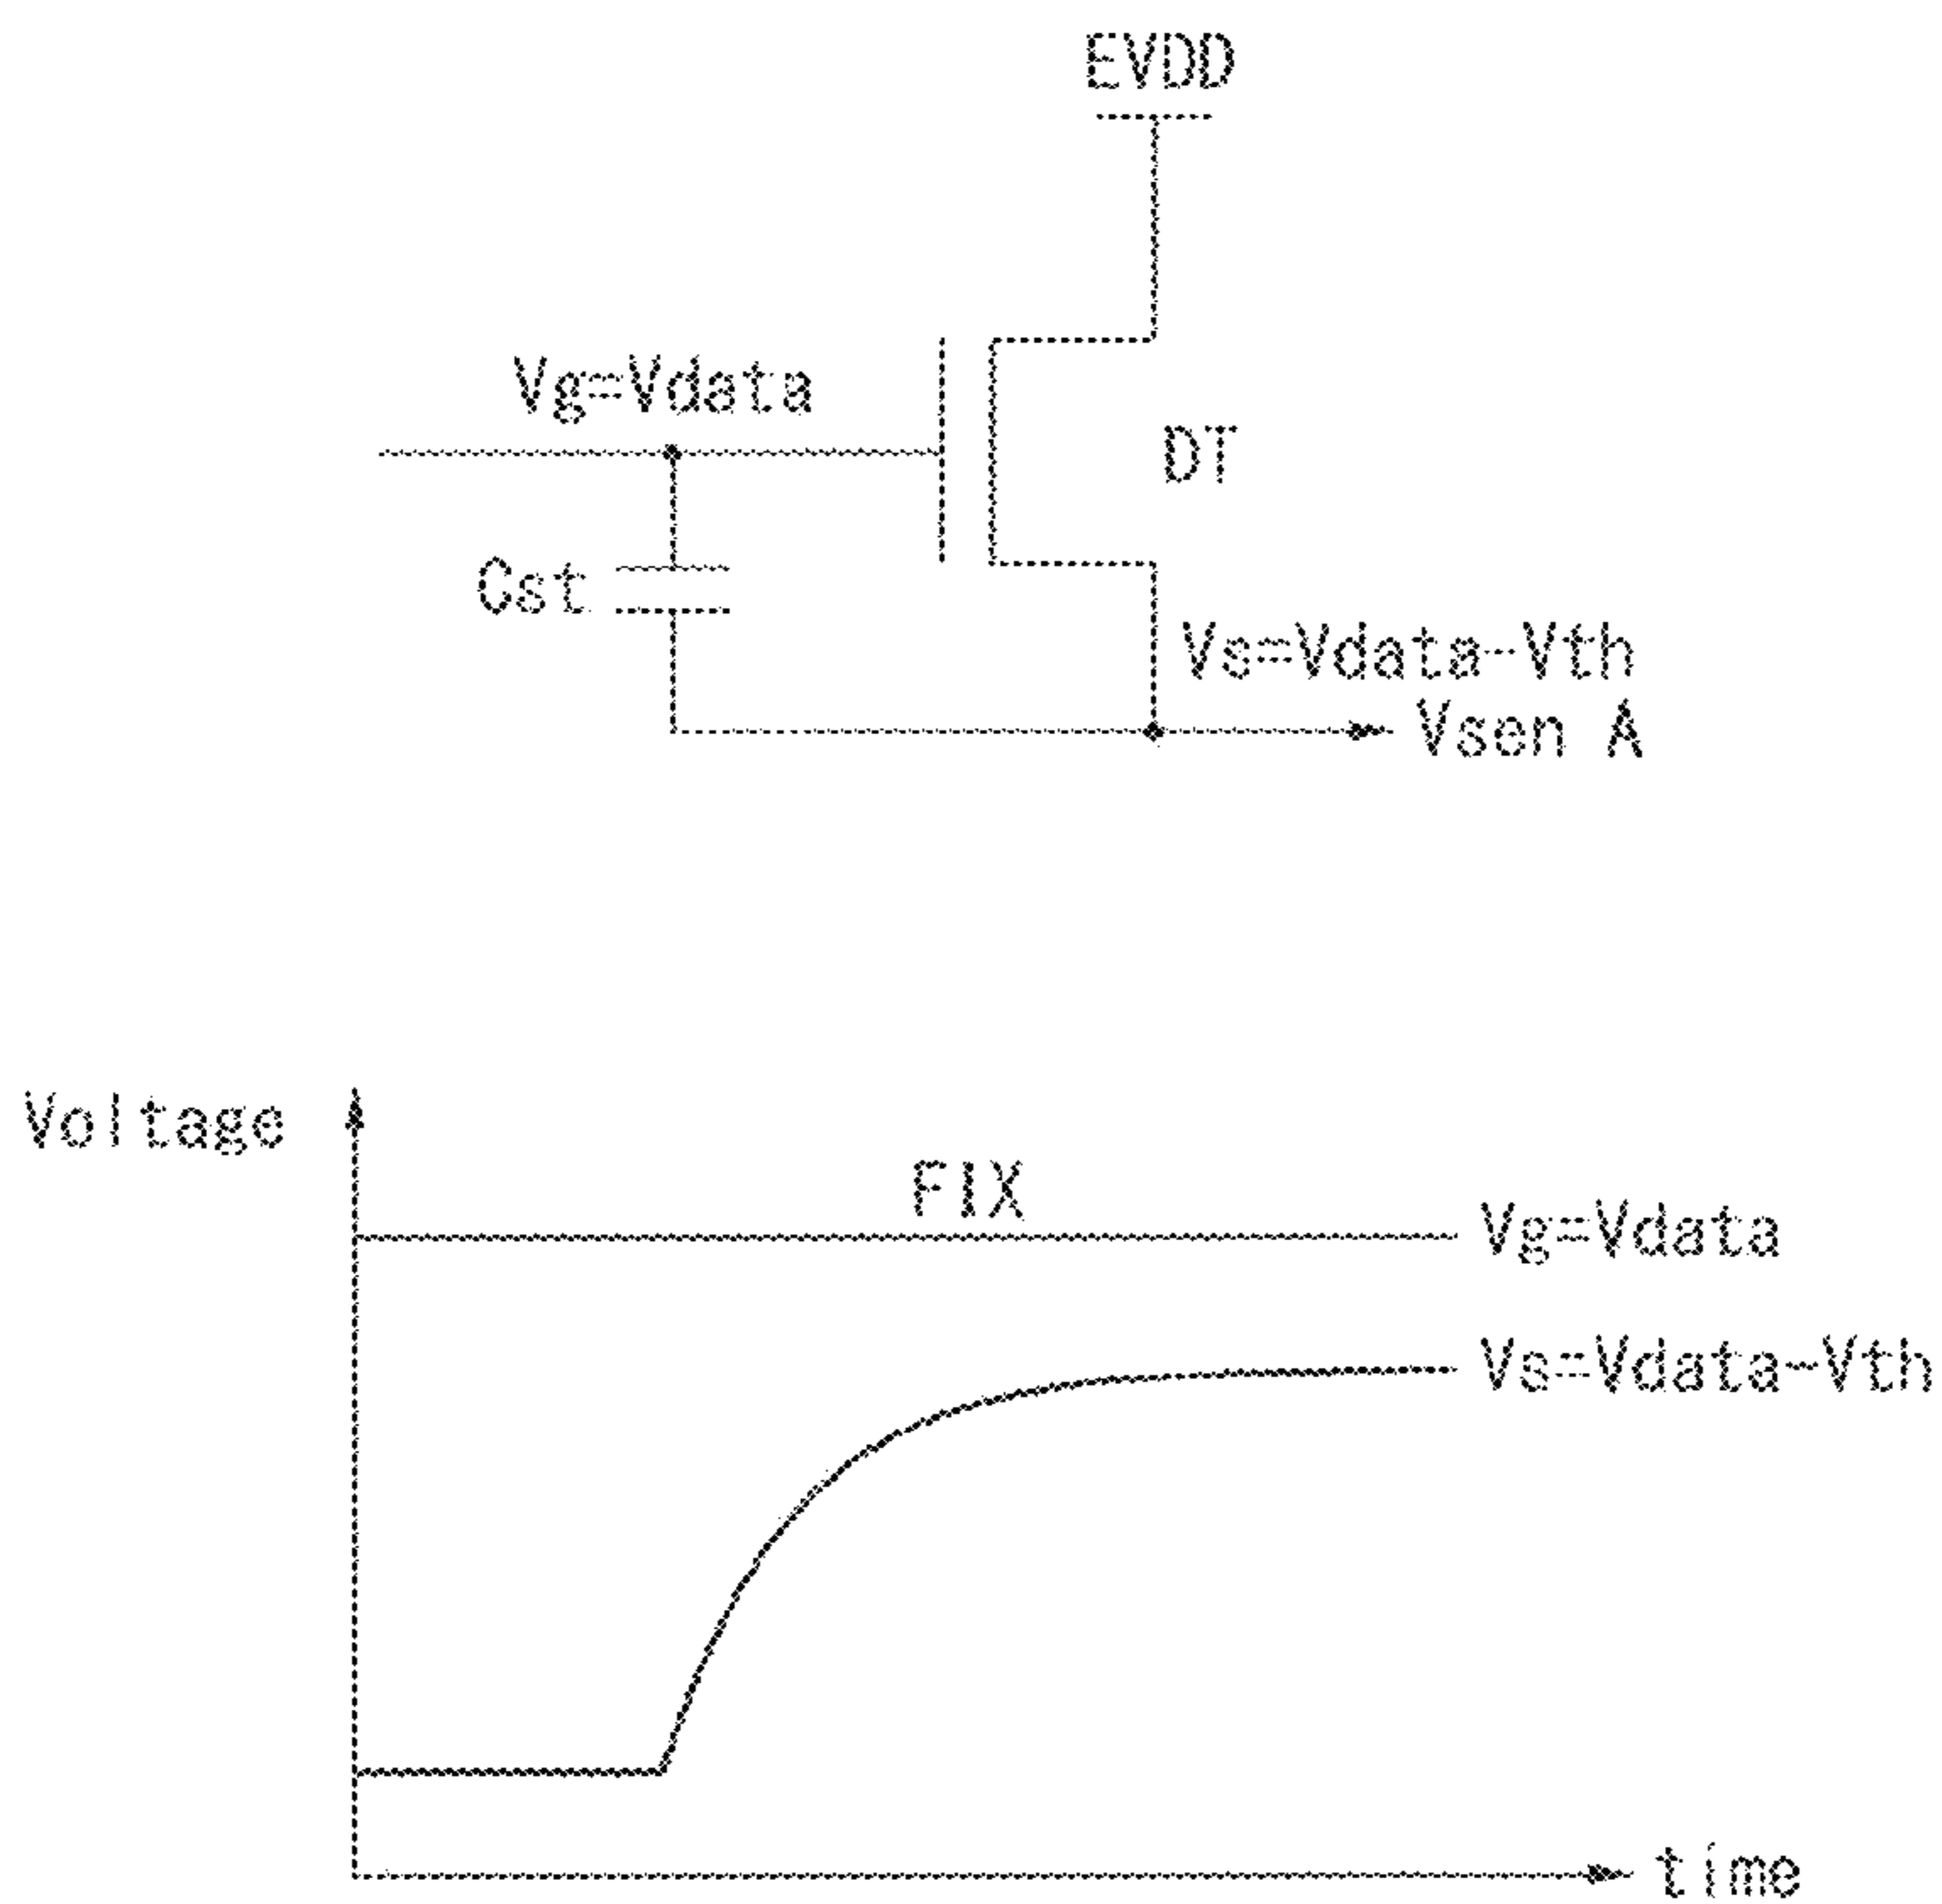 EVDD
Vg=Vdata
DT
Cst
Vs=Vdata-Vth
Vsen A
Voltage
FIX
Vg=Vdata
Vs=Vdata-Vth
time